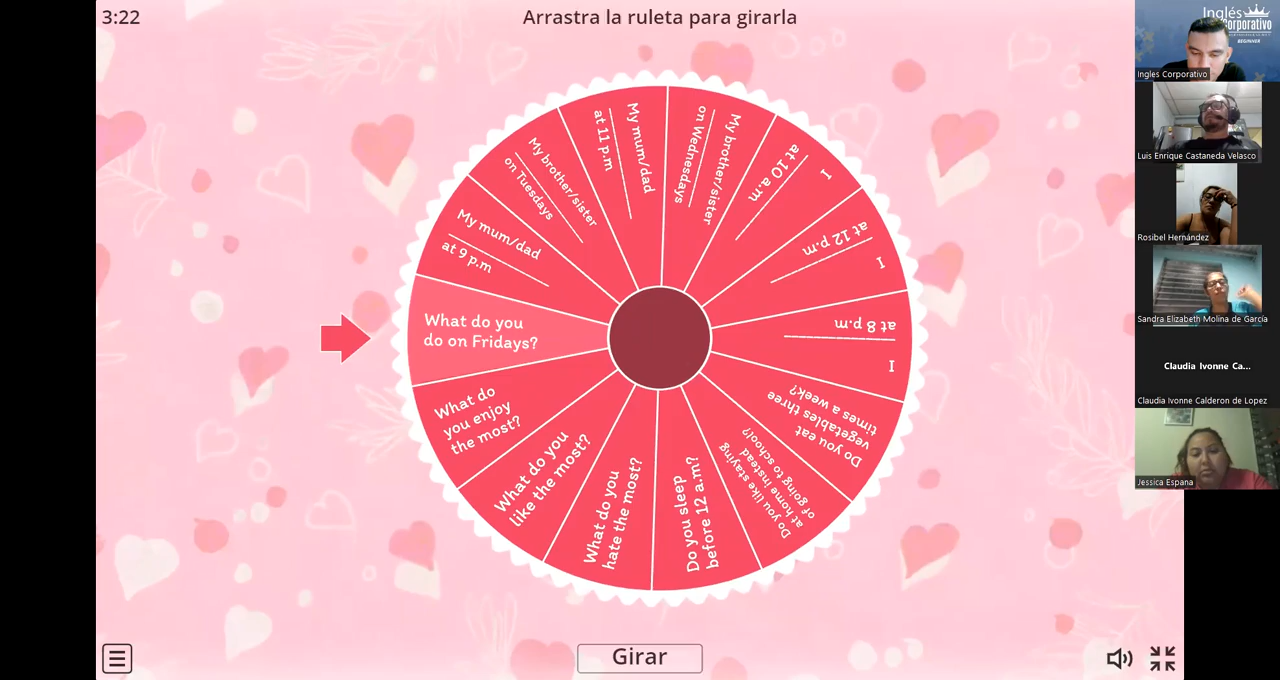 3:22
Arrastra la ruleta para girarla
My mum/dad
at 11 p.m
My brother/sister
on Wednesdays
I
at 10 a.m
I
at 12 p.m
I
at 8 p.m
Do you eat
vegetables three
times a week?
Do you like staying
at home instead
of going to school?
Do you sleep
before 12 a.m?
What do you
hate the most?
What do you
like the most?
What do
you enjoy
the most?
What do you
do on Fridays?
My mum/dad
at 9 p.m
My brother/sister
on Tuesdays
Girar
Inglés
Corporativo
BEGINNER
Ingles Corporativo
Luis Enrique Castaneda Velasco
Rosibel Hernández
Sandra Elizabeth Molina de García
Claudia Ivonne Ca...
Claudia Ivonne Calderon de Lopez
Jessica Espana